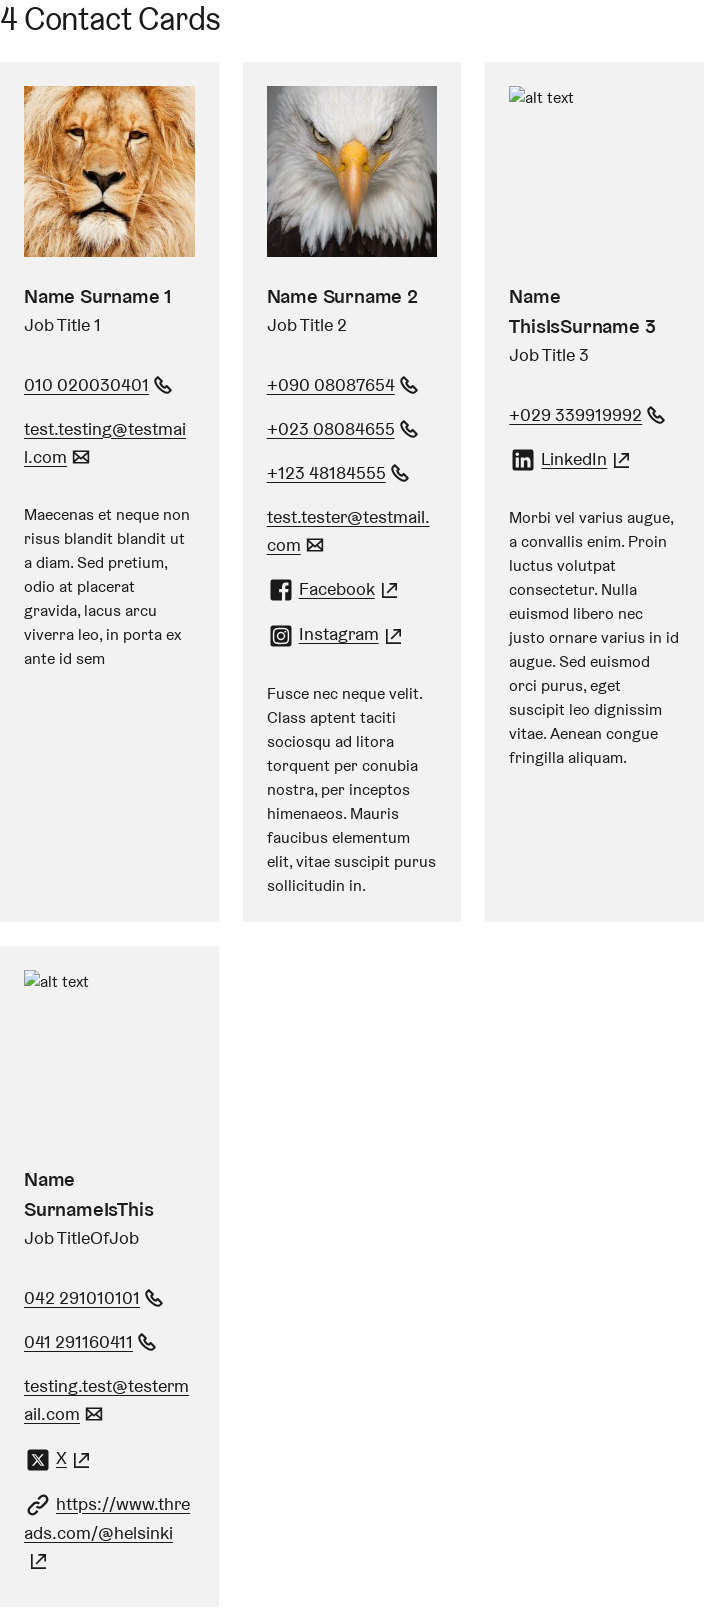 4 Contact Cards
Name Surname 1
Job Title 1
010 020030401
test.testing@testmai
l.com
Maecenas et neque non
risus blandit blandit ut
a diam. Sed pretium,
odio at placerat
gravida, lacus arcu
viverra leo, in porta ex
ante id sem
Name Surname 2
Job Title 2
+090 08087654
+023 08084655
+123 48184555
test.tester@testmail.
com
Facebook
Instagram
Fusce nec neque velit.
Class aptent taciti
sociosqu ad litora
torquent per conubia
nostra, per inceptos
himenaeos. Mauris
faucibus elementum
elit, vitae suscipit purus
sollicitudin in.
alt text
Name
ThisIsSurname 3
Job Title 3
+029 339919992
LinkedIn
Morbi vel varius augue,
a convallis enim. Proin
luctus volutpat
consectetur. Nulla
euismod libero nec
justo ornare varius in id
augue. Sed euismod
orci purus, eget
suscipit leo dignissim
vitae. Aenean congue
fringilla aliquam.
alt text
Name
SurnameIsThis
Job TitleOfJob
042 291010101
041 291160411
testing.test@testerm
ail.com
X
https://www.thre
ads.com/@helsinki